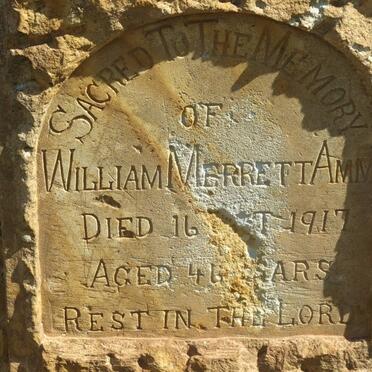 SACRED TO THE MEMORY
OF
WILLIAM MERRETT AMM
DIED 16 1917
AGED
REST IN THE LORD